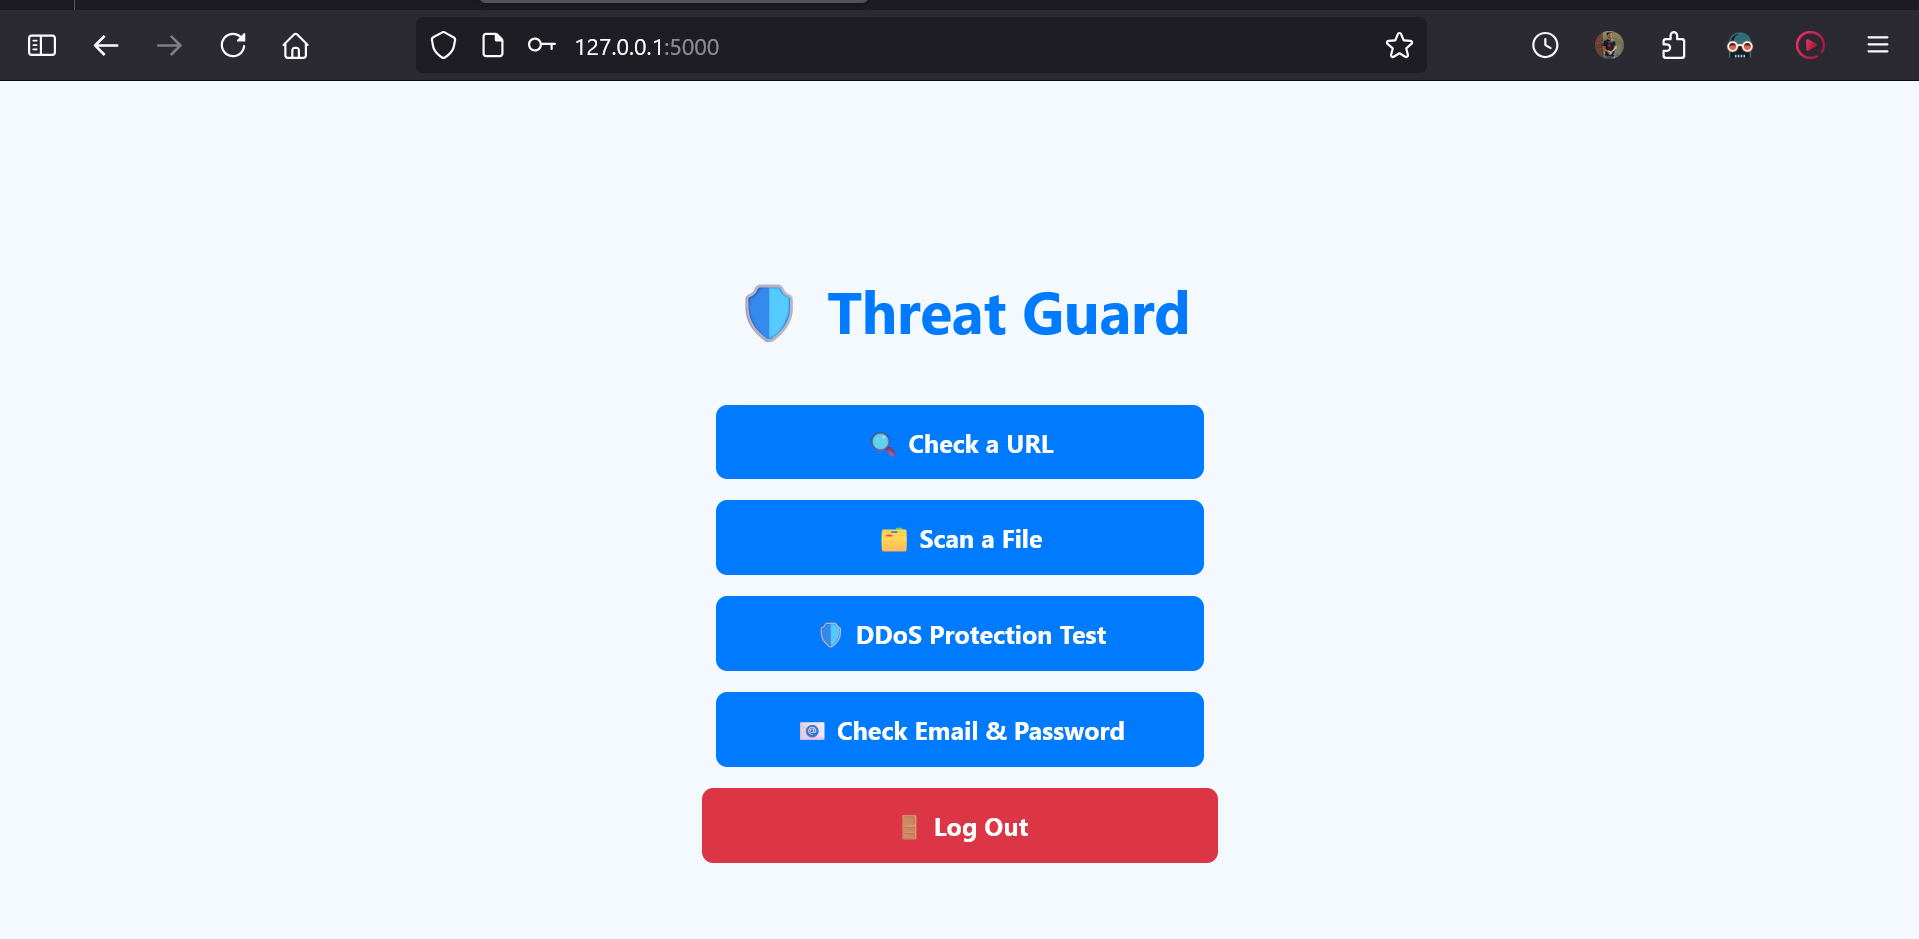 127.0.0.1:5000
Threat Guard
Check a URL
Scan a File
DDoS Protection Test
Check Email & Password
Log Out